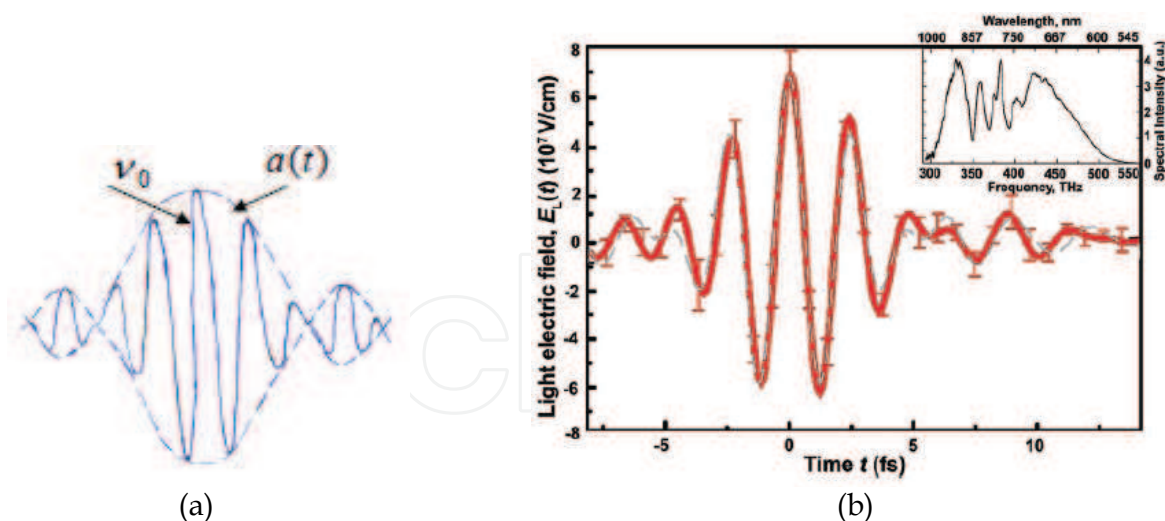 ν₀
a(t)
(a)
Wavelength, nm
1000 857 750 667 600 545
Spectral Intensity (a.u.)
4
3
2
1
0
300 350 400 450 500 550
Frequency, THz
Light electric field, E_L(t) (10⁷ V/cm)
8
6
4
2
0
-2
-4
-6
-8
-5 0 5 10
Time t (fs)
(b)